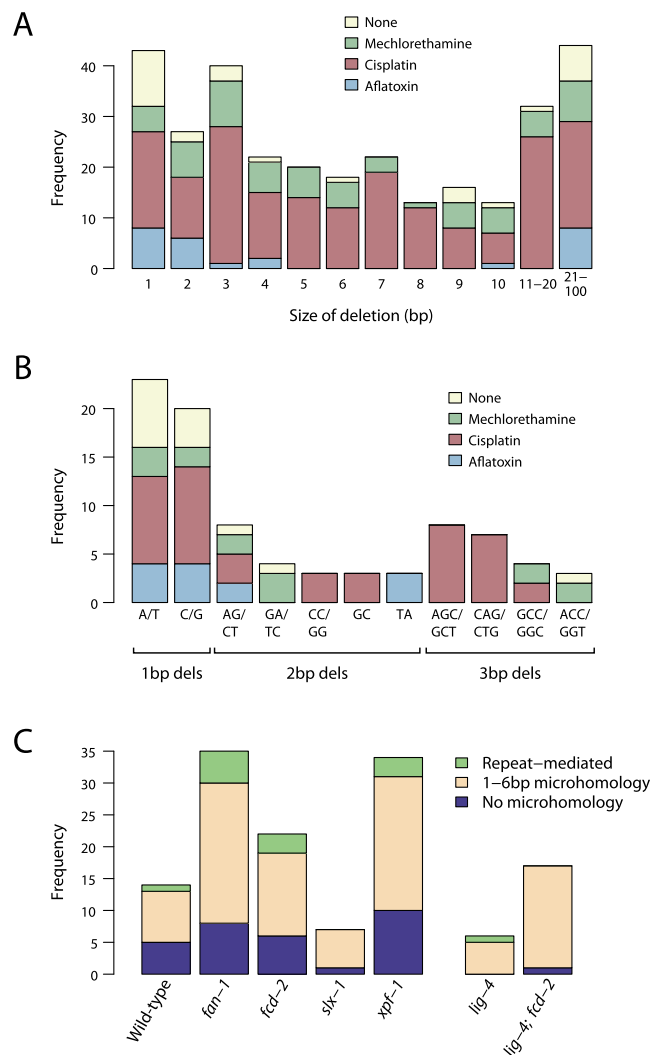 A
None
Mechlorethamine
Cisplatin
Aflatoxin
Frequency
40
30
20
10
0
1 2 3 4 5 6 7 8 9 10 11−20 21−
100
Size of deletion (bp)
B
None
Mechlorethamine
Cisplatin
Aflatoxin
Frequency
20
15
10
5
0
A/T C/G AG/ GA/ CC/ GC TA AGC/ CAG/ GCC/ ACC/
CT TC GG GCT CTG GGC GGT
1bp dels 2bp dels 3bp dels
C
Repeat−mediated
1−6bp microhomology
No microhomology
Frequency
35
30
25
20
15
10
5
0
Wild-type fan−1 fcd−2 slx−1 xpf−1 lig−4 lig−4; fcd−2